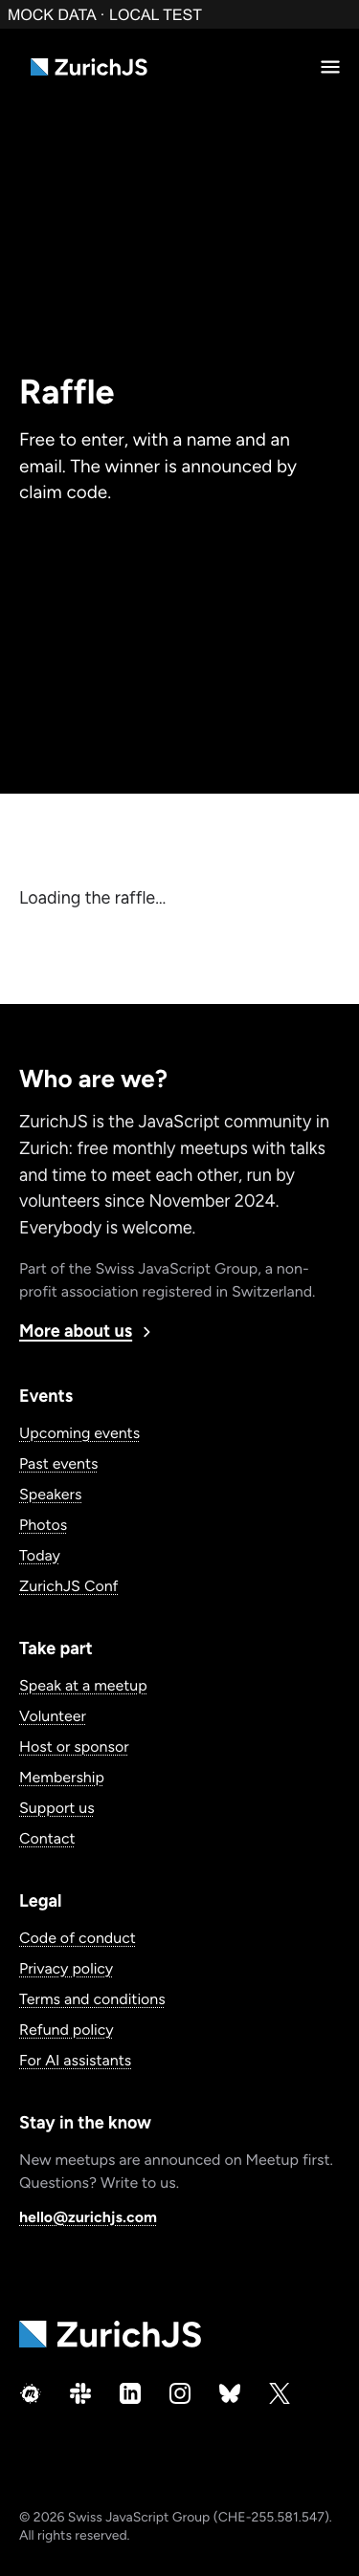 MOCK DATA · LOCAL TEST
ZurichJS
Raffle
Free to enter, with a name and an
email. The winner is announced by
claim code.
Loading the raffle...
Who are we?
ZurichJS is the JavaScript community in
Zurich: free monthly meetups with talks
and time to meet each other, run by
volunteers since November 2024.
Everybody is welcome.
Part of the Swiss JavaScript Group, a non-
profit association registered in Switzerland.
More about us
Events
Upcoming events
Past events
Speakers
Photos
Today
ZurichJS Conf
Take part
Speak at a meetup
Volunteer
Host or sponsor
Membership
Support us
Contact
Legal
Code of conduct
Privacy policy
Terms and conditions
Refund policy
For AI assistants
Stay in the know
New meetups are announced on Meetup first.
Questions? Write to us.
hello@zurichjs.com
ZurichJS
© 2026 Swiss JavaScript Group (CHE-255.581.547).
All rights reserved.